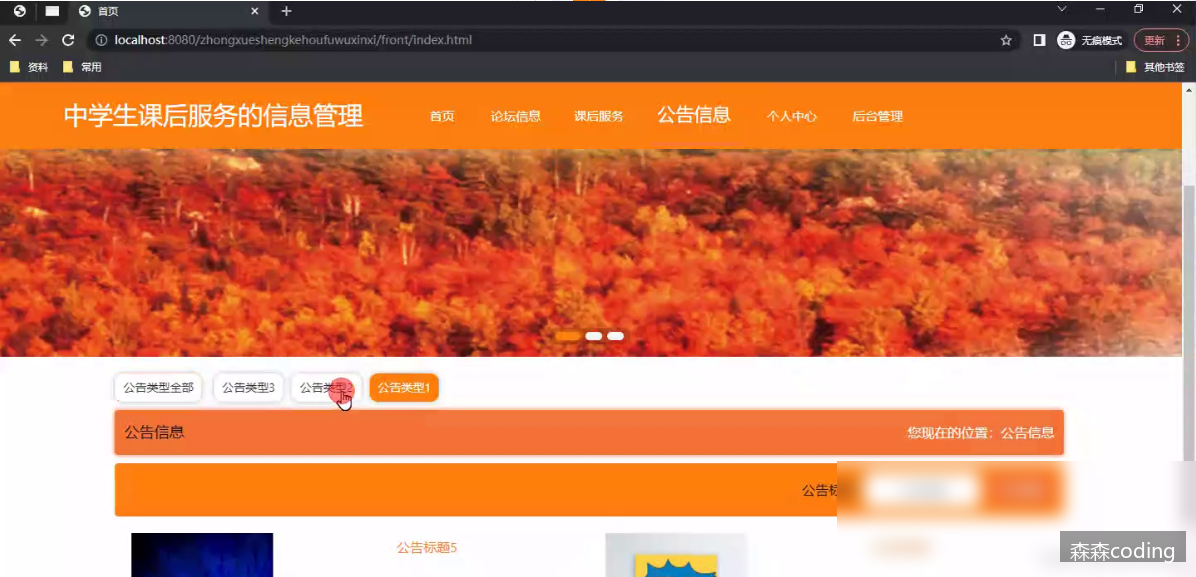 首页
localhost:8080/zhongxueshengkehoufuwuxinxi/front/index.html
无痕模式
更新
资料
常用
其他书签
中学生课后服务的信息管理
首页
论坛信息
课后服务
公告信息
个人中心
后台管理
公告类型全部
公告类型3
公告类型2
公告类型1
公告信息
您现在的位置：公告信息
公告标
公告标题5
森森coding